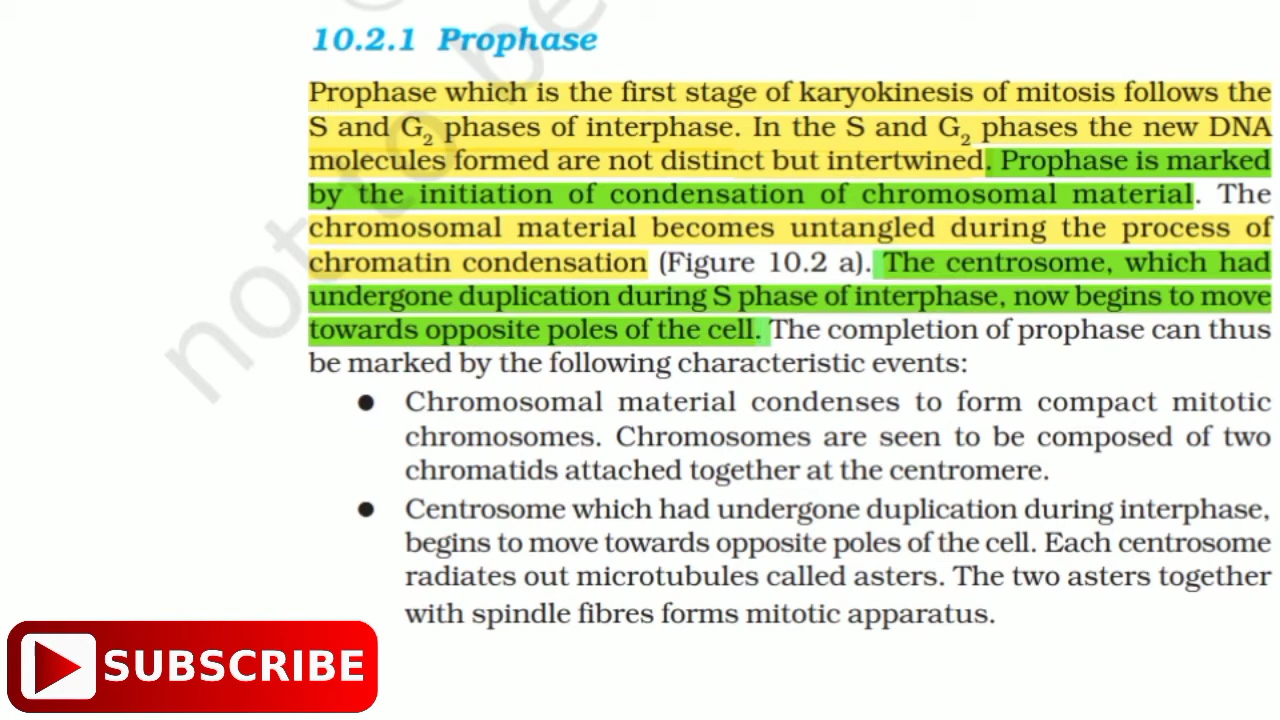 10.2.1 Prophase
Prophase which is the first stage of karyokinesis of mitosis follows the
S and G₂ phases of interphase. In the S and G₂ phases the new DNA
molecules formed are not distinct but intertwined. Prophase is marked
by the initiation of condensation of chromosomal material. The
chromosomal material becomes untangled during the process of
chromatin condensation (Figure 10.2 a). The centrosome, which had
undergone duplication during S phase of interphase, now begins to move
towards opposite poles of the cell. The completion of prophase can thus
be marked by the following characteristic events:
● Chromosomal material condenses to form compact mitotic
chromosomes. Chromosomes are seen to be composed of two
chromatids attached together at the centromere.
● Centrosome which had undergone duplication during interphase,
begins to move towards opposite poles of the cell. Each centrosome
radiates out microtubules called asters. The two asters together
with spindle fibres forms mitotic apparatus.
not to be
SUBSCRIBE